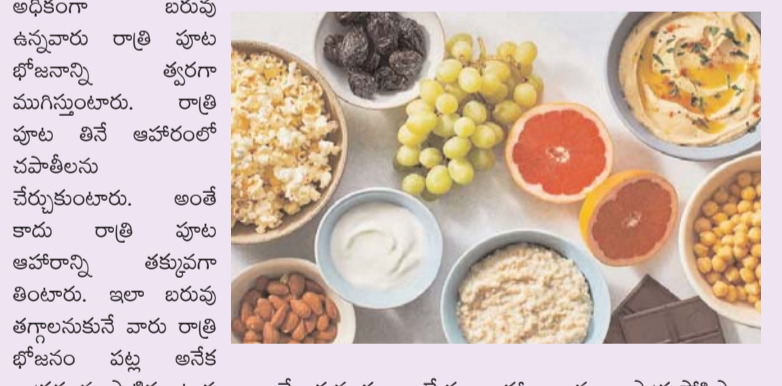 అధికంగా బరువు
ఉన్నవారు రాత్రి పూట
భోజనాన్ని త్వరగా
ముగిస్తుంటారు. రాత్రి
పూట తినే ఆహారంలో
చపాతీలను
చేర్చుకుంటారు. అంతే
కాదు రాత్రి పూట
ఆహారాన్ని తక్కువగా
తింటారు. ఇలా బరువు
తగ్గాలనుకునే వారు రాత్రి
భోజనం పట్ల అనేక